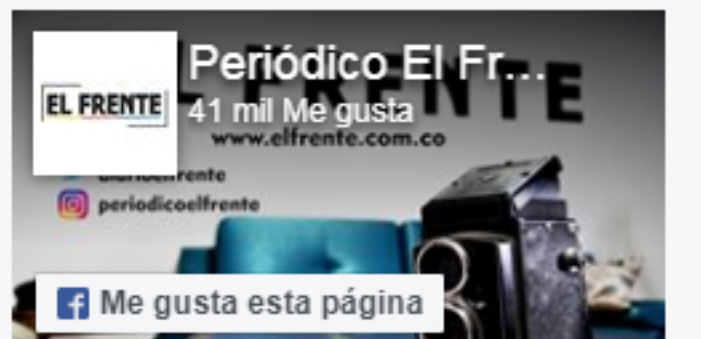 Periódico El Fr...
EL FRENTE
41 mil Me gusta
www.elfrente.com.co
periodicoelfrente
Me gusta esta página